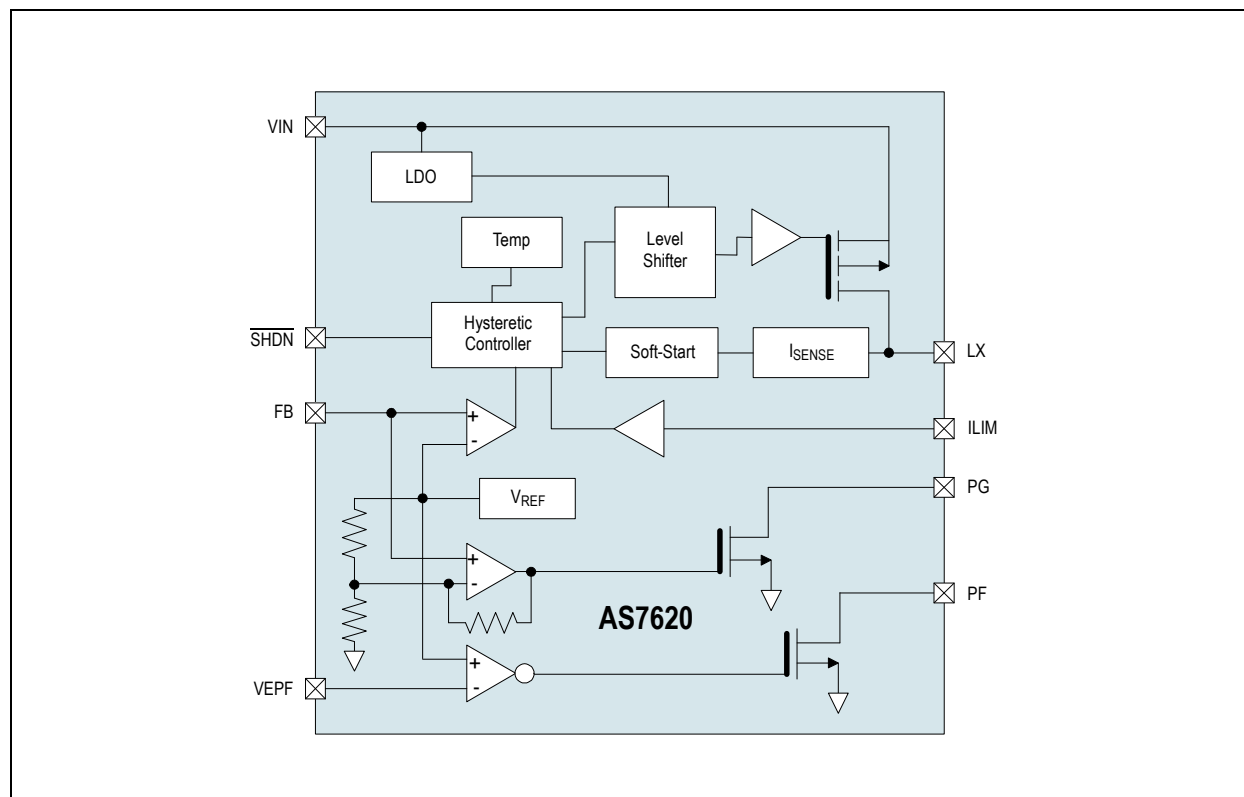 VIN
LDO
Temp
Level
Shifter
SHDN
Hysteretic
Controller
Soft-Start
ISENSE
LX
FB
+
-
ILIM
VREF
PG
+
-
AS7620
PF
+
-
VEPF